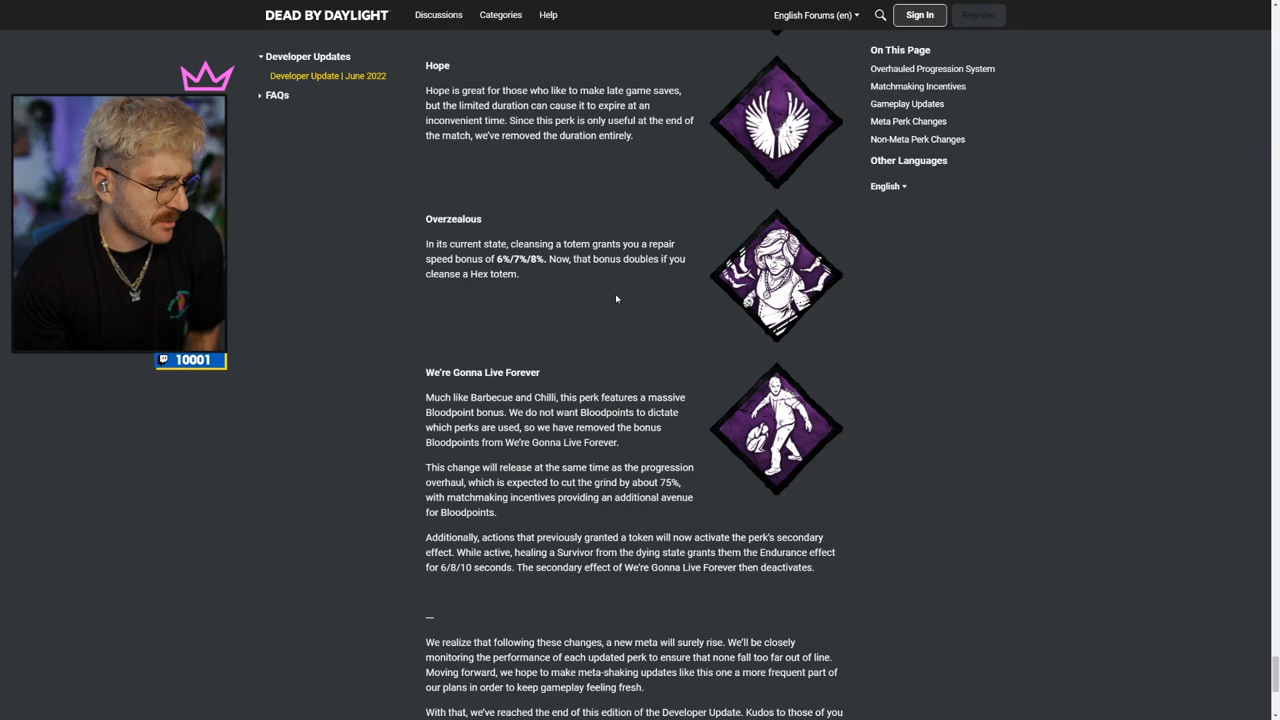 DEAD BY DAYLIGHT
Discussions
Categories
Help
English Forums (en)
Sign In
Register
Developer Updates
Developer Update | June 2022
FAQs
10001
Hope
Hope is great for those who like to make late game saves,
but the limited duration can cause it to expire at an
inconvenient time. Since this perk is only useful at the end of
the match, we've removed the duration entirely.
Overzealous
In its current state, cleansing a totem grants you a repair
speed bonus of 6%/7%/8%. Now, that bonus doubles if you
cleanse a Hex totem.
We're Gonna Live Forever
Much like Barbecue and Chilli, this perk features a massive
Bloodpoint bonus. We do not want Bloodpoints to dictate
which perks are used, so we have removed the bonus
Bloodpoints from We're Gonna Live Forever.
This change will release at the same time as the progression
overhaul, which is expected to cut the grind by about 75%,
with matchmaking incentives providing an additional avenue
for Bloodpoints.
Additionally, actions that previously granted a token will now activate the perk's secondary
effect. While active, healing a Survivor from the dying state grants them the Endurance effect
for 6/8/10 seconds. The secondary effect of We're Gonna Live Forever then deactivates.
—
We realize that following these changes, a new meta will surely rise. We'll be closely
monitoring the performance of each updated perk to ensure that none fall too far out of line.
Moving forward, we hope to make meta-shaking updates like this one a more frequent part of
our plans in order to keep gameplay feeling fresh.
With that, we've reached the end of this edition of the Developer Update. Kudos to those of you
On This Page
Overhauled Progression System
Matchmaking Incentives
Gameplay Updates
Meta Perk Changes
Non-Meta Perk Changes
Other Languages
English